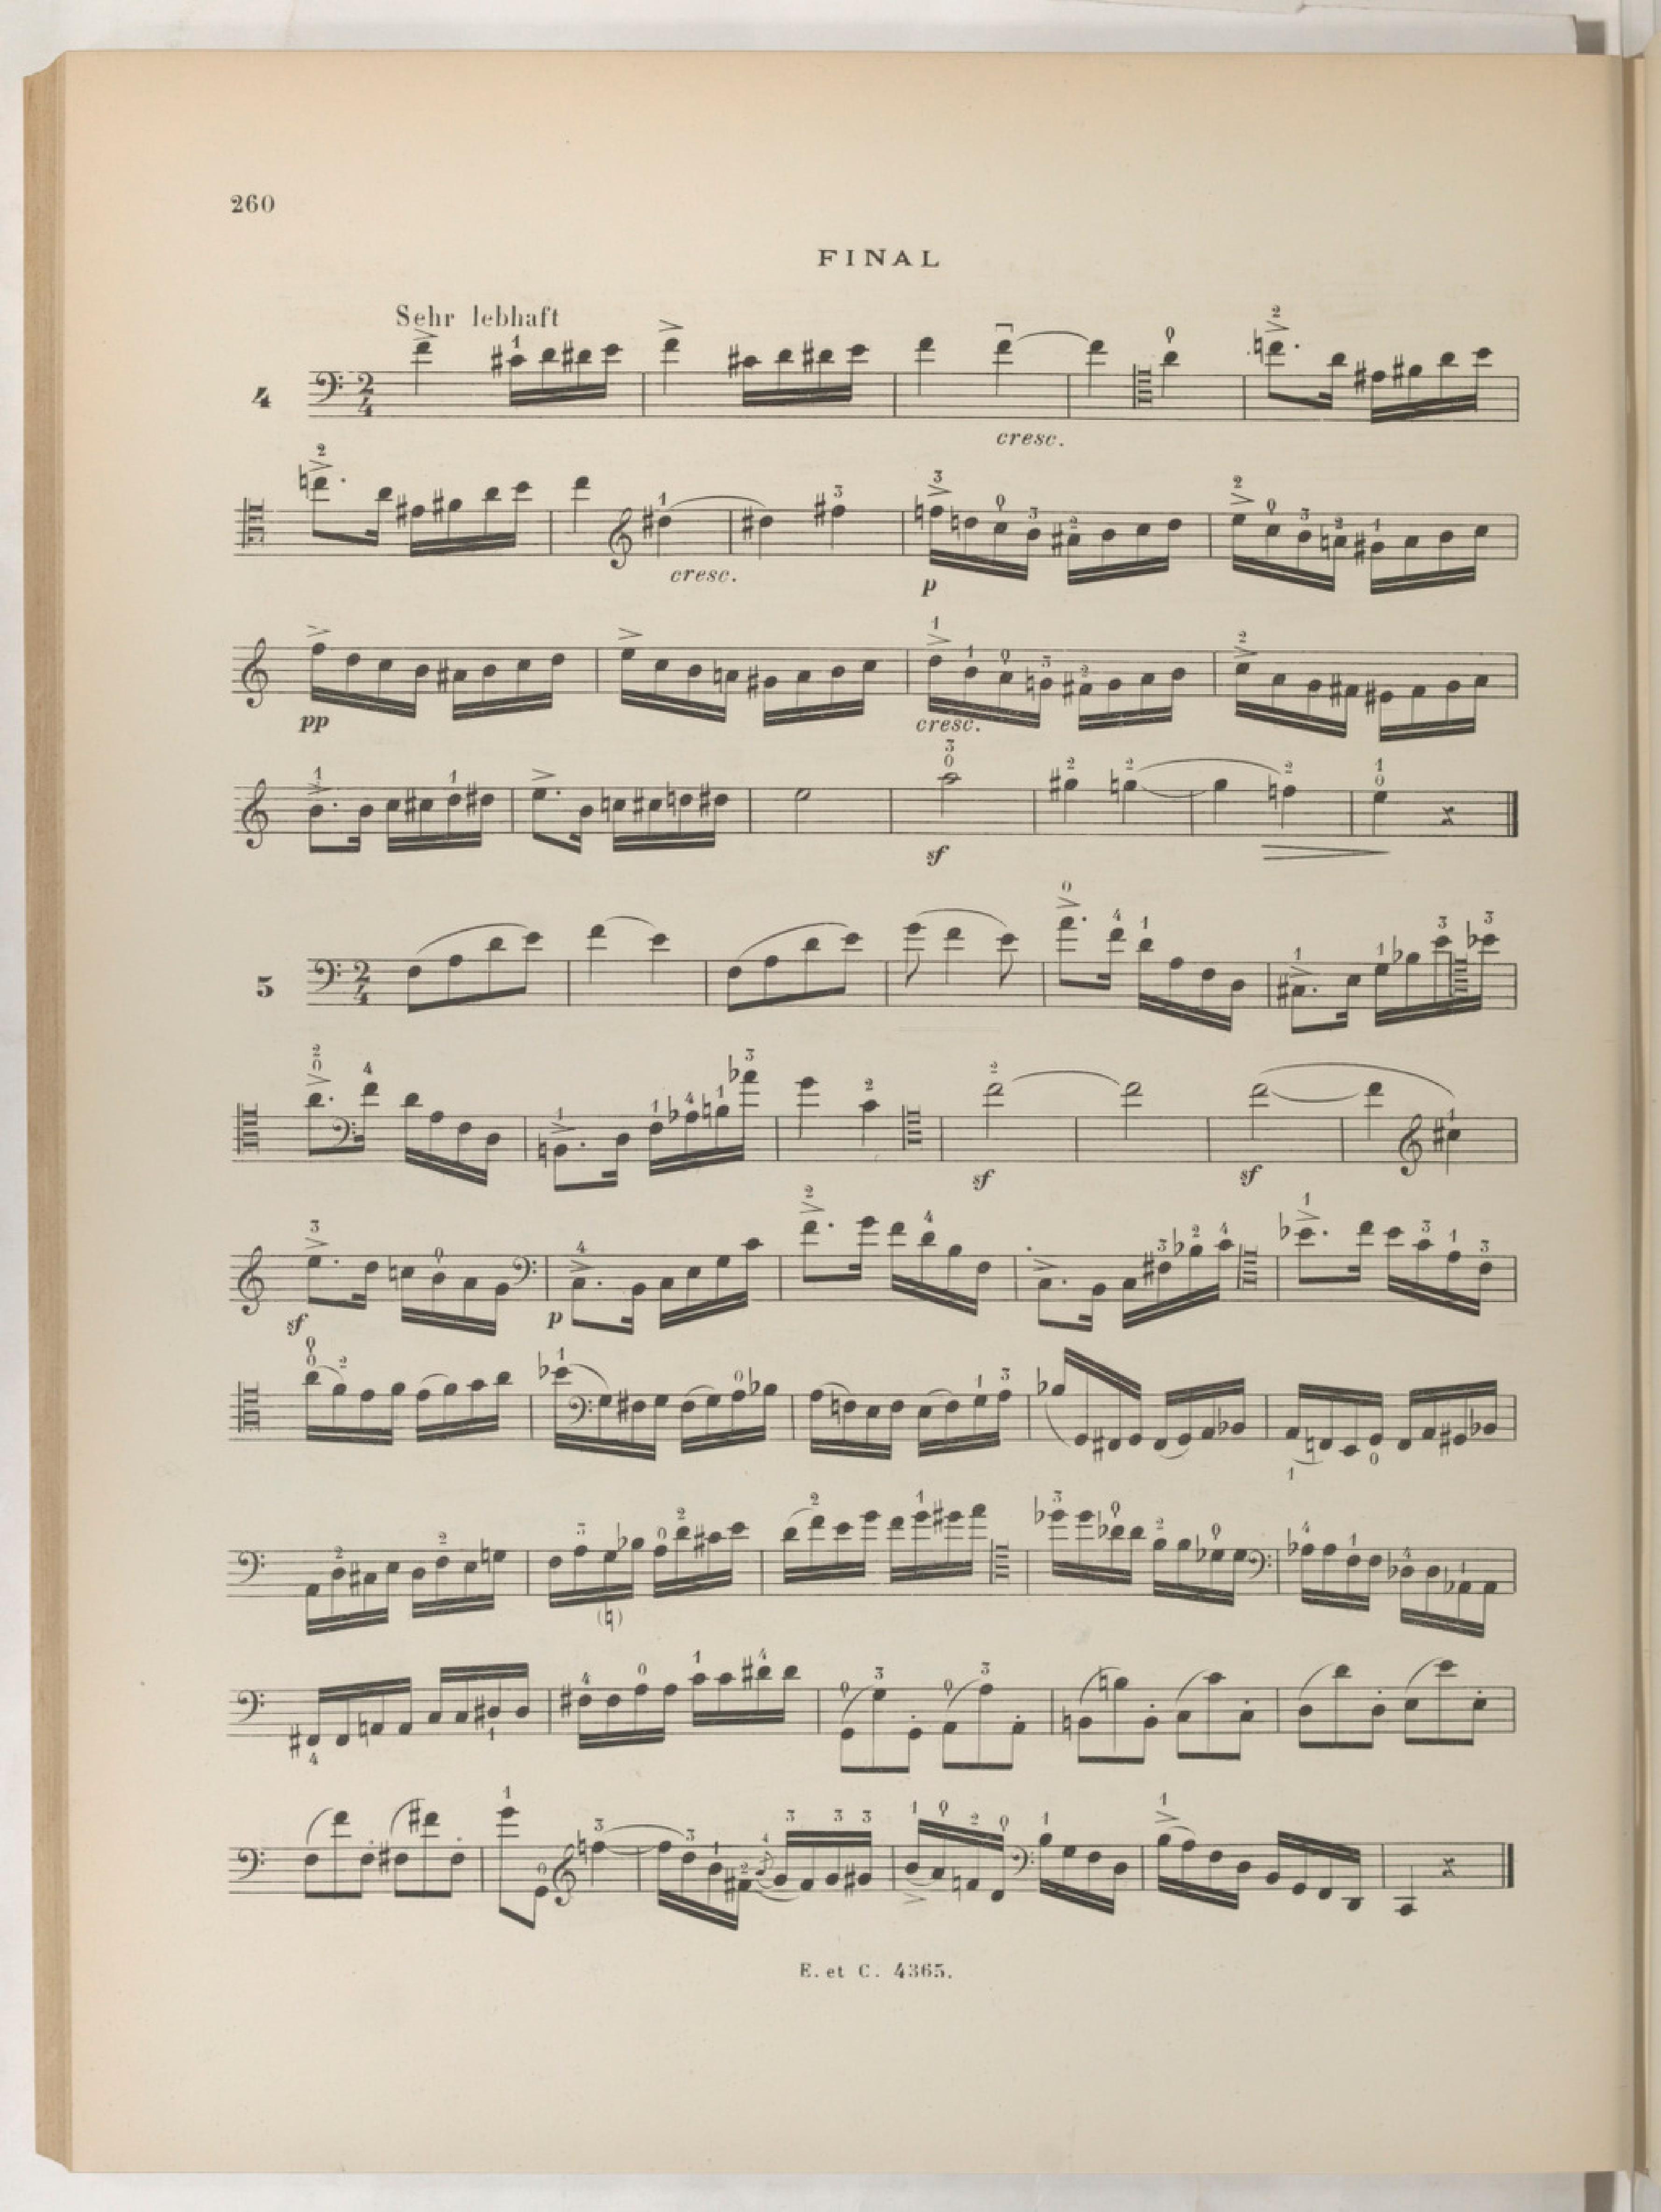 260
FINAL
Sehr lebhaft
4
cresc.
cresc.
p
pp
cresc.
sf
5
sf
sf
sf
p
E. et C. 4365.